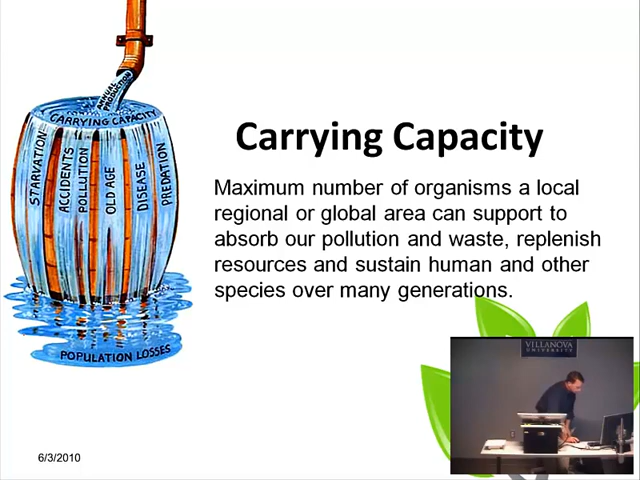 ANNUAL
PRODUCTION
CARRYING CAPACITY
STARVATION
ACCIDENTS
POLLUTION
OLD AGE
DISEASE
PREDATION
POPULATION LOSSES
Carrying Capacity
Maximum number of organisms a local
regional or global area can support to
absorb our pollution and waste, replenish
resources and sustain human and other
species over many generations.
VILLANOVA
UNIVERSITY
6/3/2010